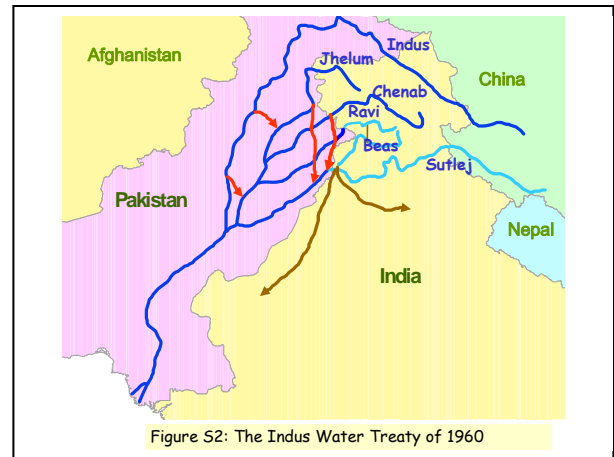 Afghanistan
Indus
Jhelum
China
Chenab
Ravi
Beas
Sutlej
Pakistan
Nepal
India
Figure S2: The Indus Water Treaty of 1960